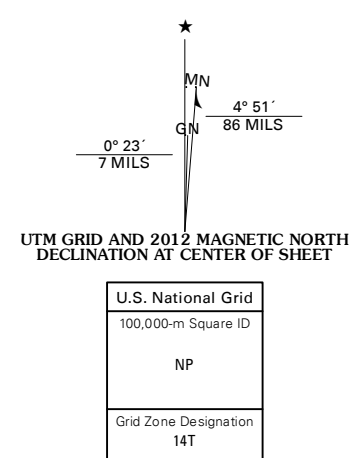 ★
MN
4° 51´
86 MILS
GN
0° 23´
7 MILS
UTM GRID AND 2012 MAGNETIC NORTH
DECLINATION AT CENTER OF SHEET
U.S. National Grid
100,000-m Square ID
NP
Grid Zone Designation
14T